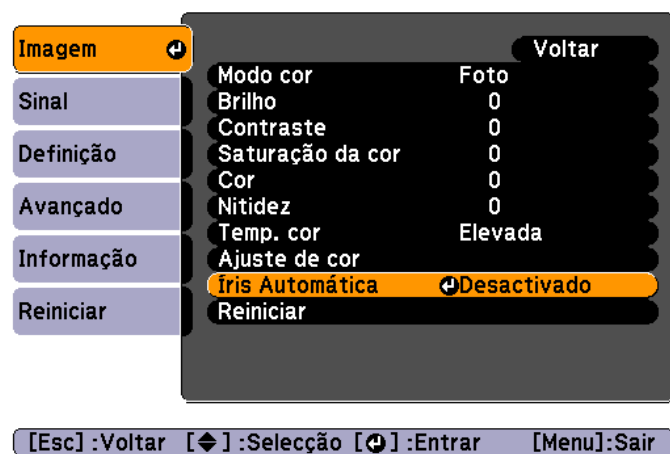 Imagem
Sinal
Definição
Avançado
Informação
Reiniciar
Voltar
Modo cor Foto
Brilho 0
Contraste 0
Saturação da cor 0
Cor 0
Nitidez 0
Temp. cor Elevada
Ajuste de cor
Íris Automática Desactivado
Reiniciar
[Esc] :Voltar [ ] :Selecção [ ] :Entrar [Menu]:Sair